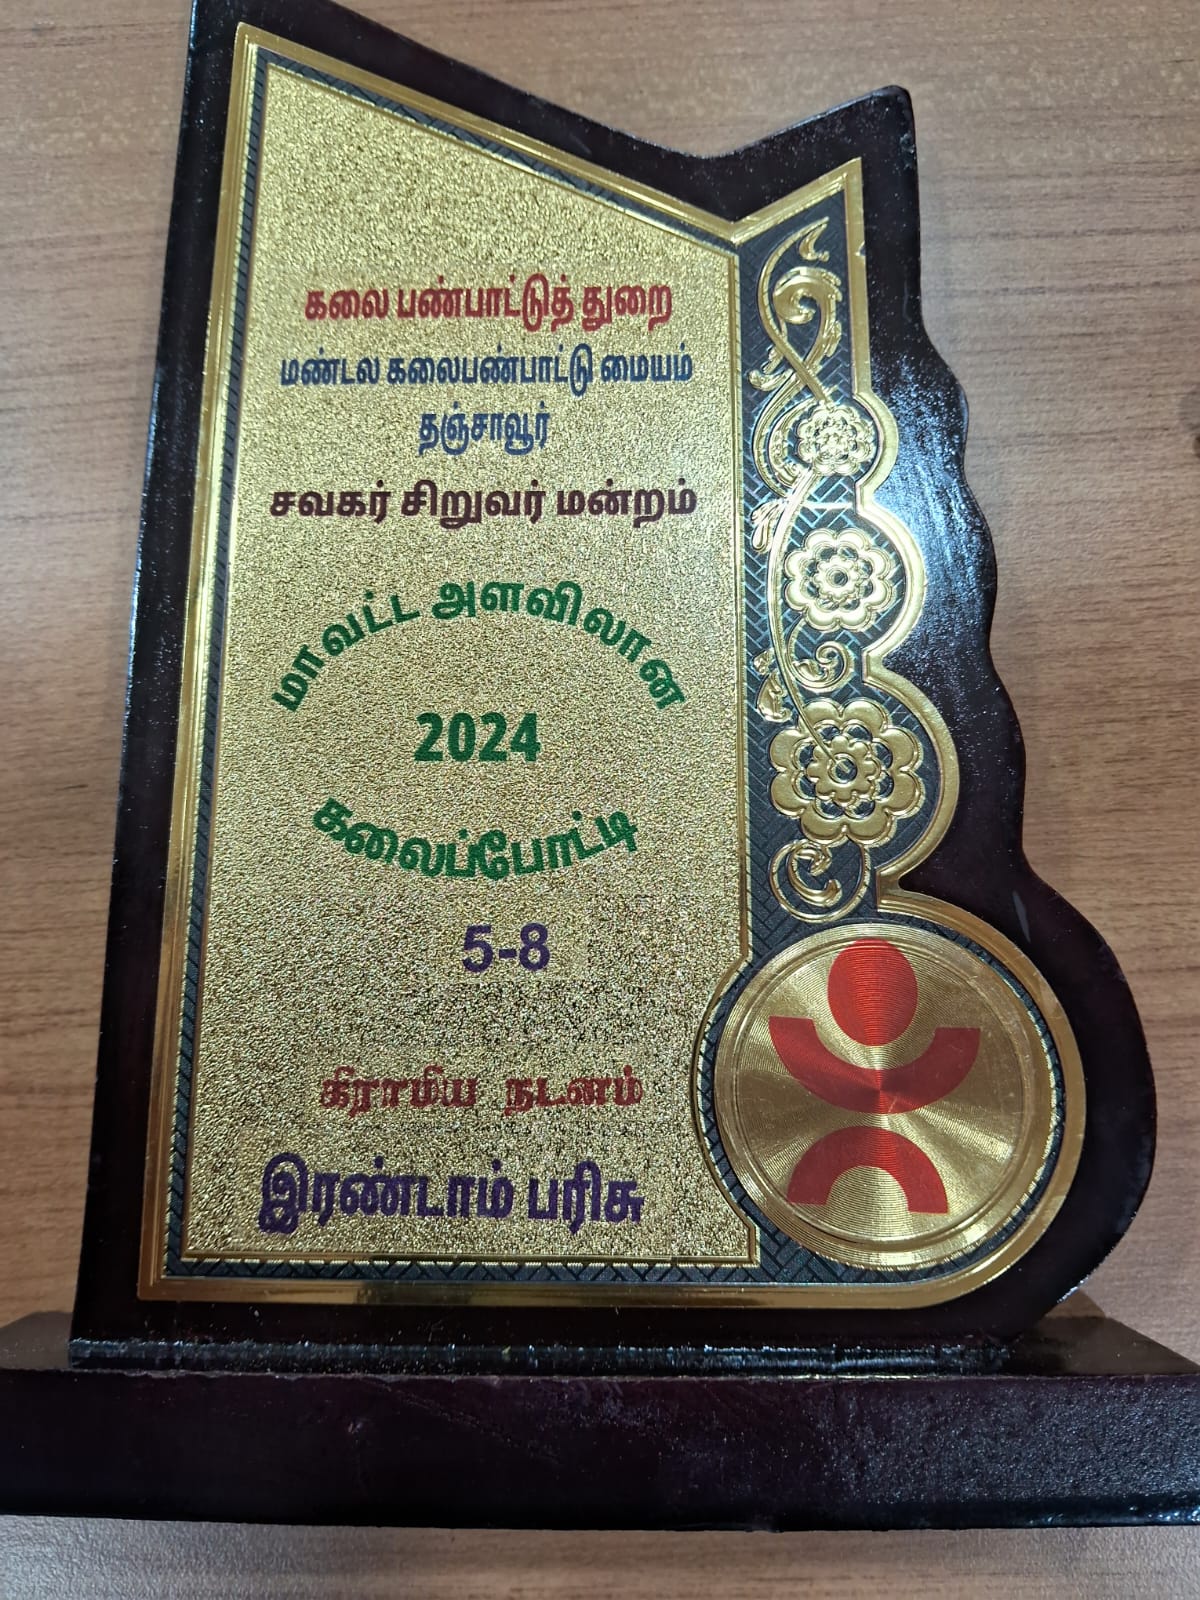 கலை பண்பாட்டுத் துறை
மண்டல கலைபண்பாட்டு மையம்
தஞ்சாவூர்
சவகர் சிறுவர் மன்றம்
மாவட்ட அளவிலான
2024
கலைப்போட்டி
5-8
கிராமிய நடனம்
இரண்டாம் பரிசு